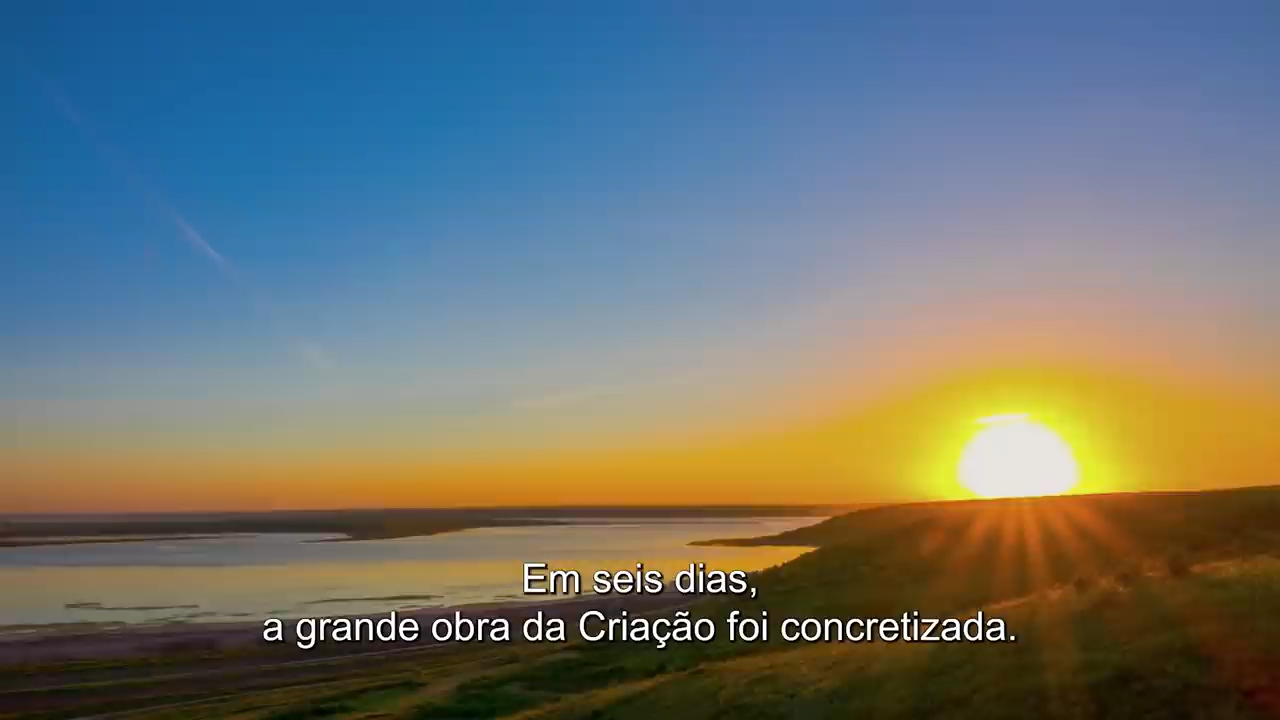 Em seis dias,
a grande obra da Criação foi concretizada.